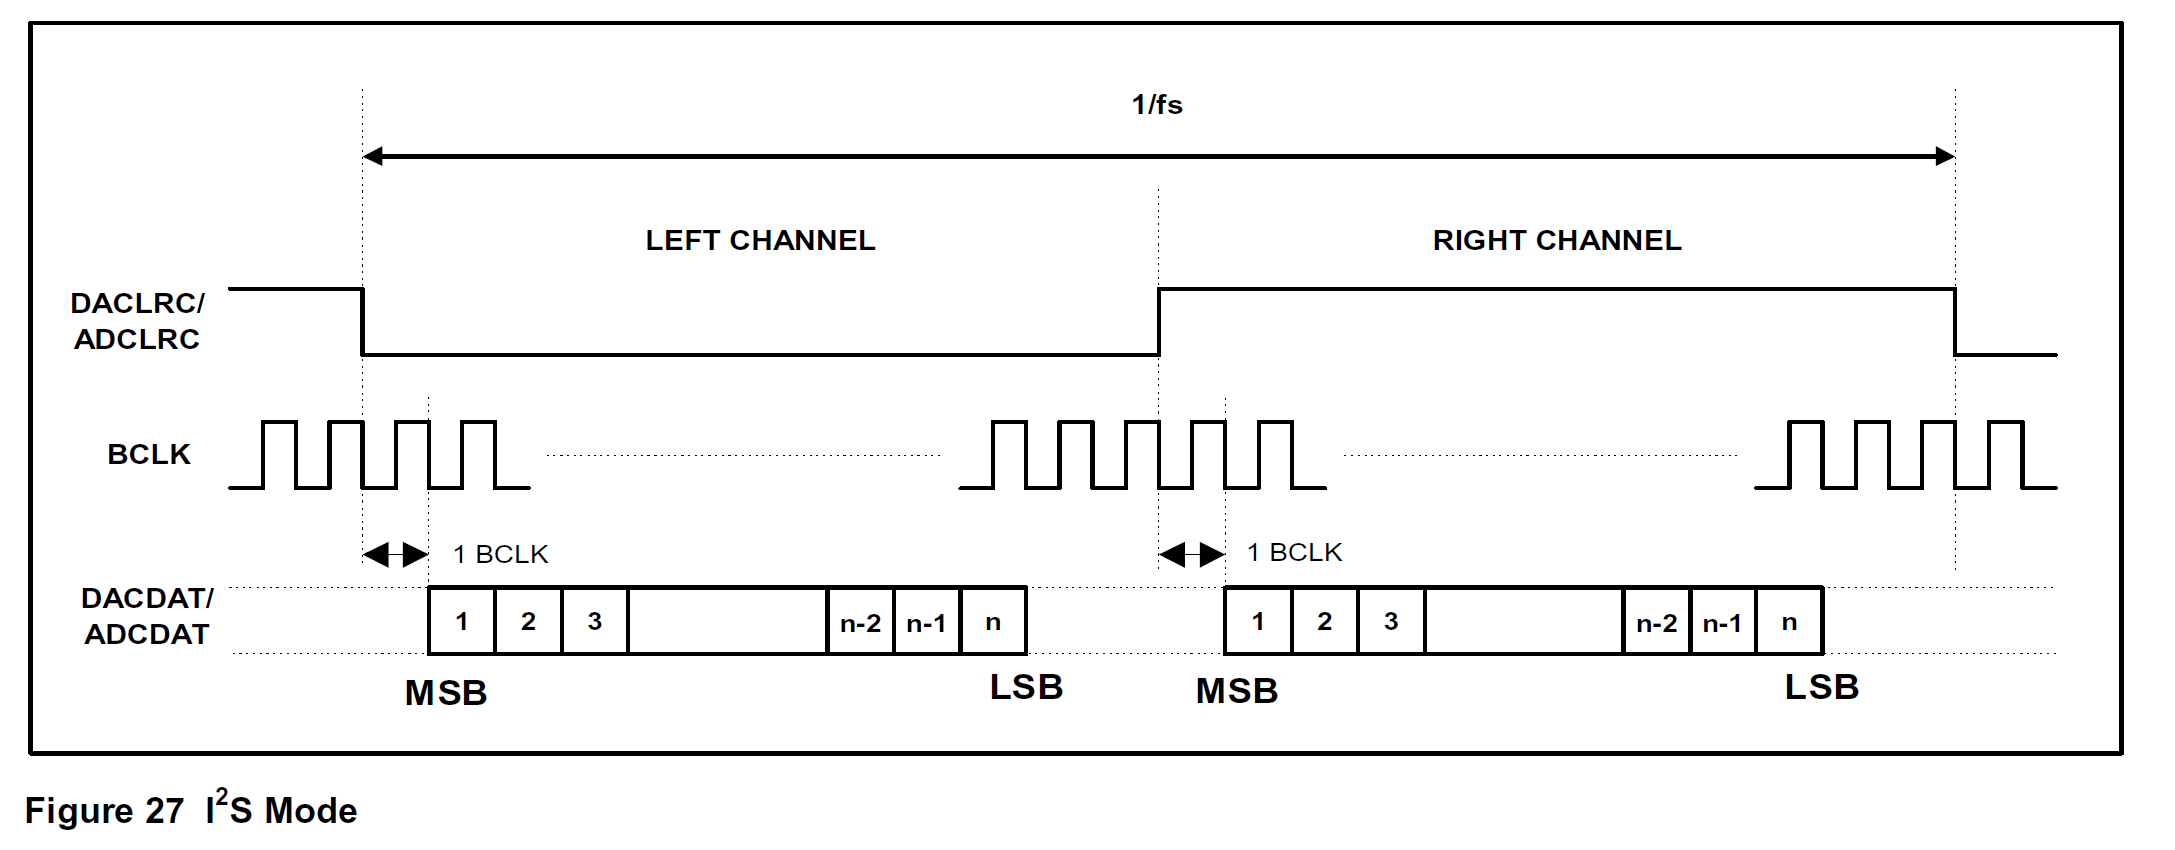 1/fs
LEFT CHANNEL
RIGHT CHANNEL
DACLRC/
ADCLRC
BCLK
1 BCLK
1 BCLK
DACDAT/
ADCDAT
1 2 3 n-2 n-1 n
1 2 3 n-2 n-1 n
MSB
LSB
MSB
LSB
Figure 27 I²S Mode